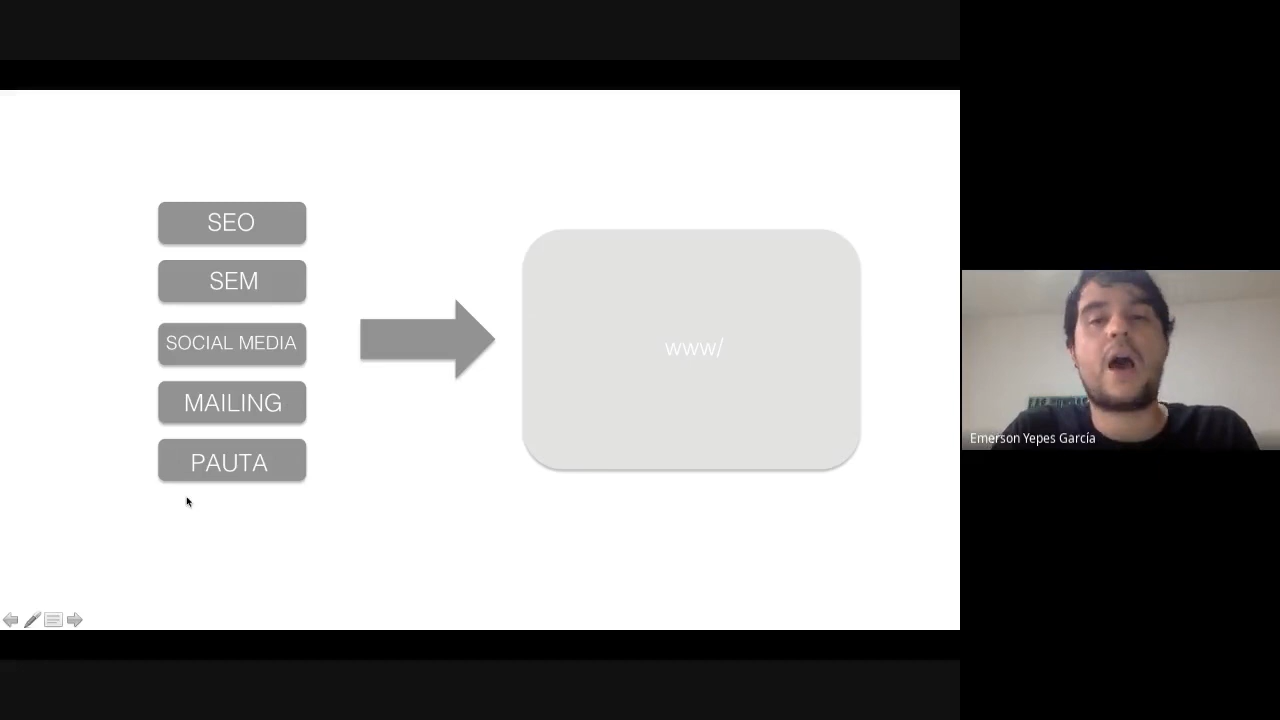 SEO
SEM
SOCIAL MEDIA
MAILING
PAUTA
www/
Emerson Yepes García